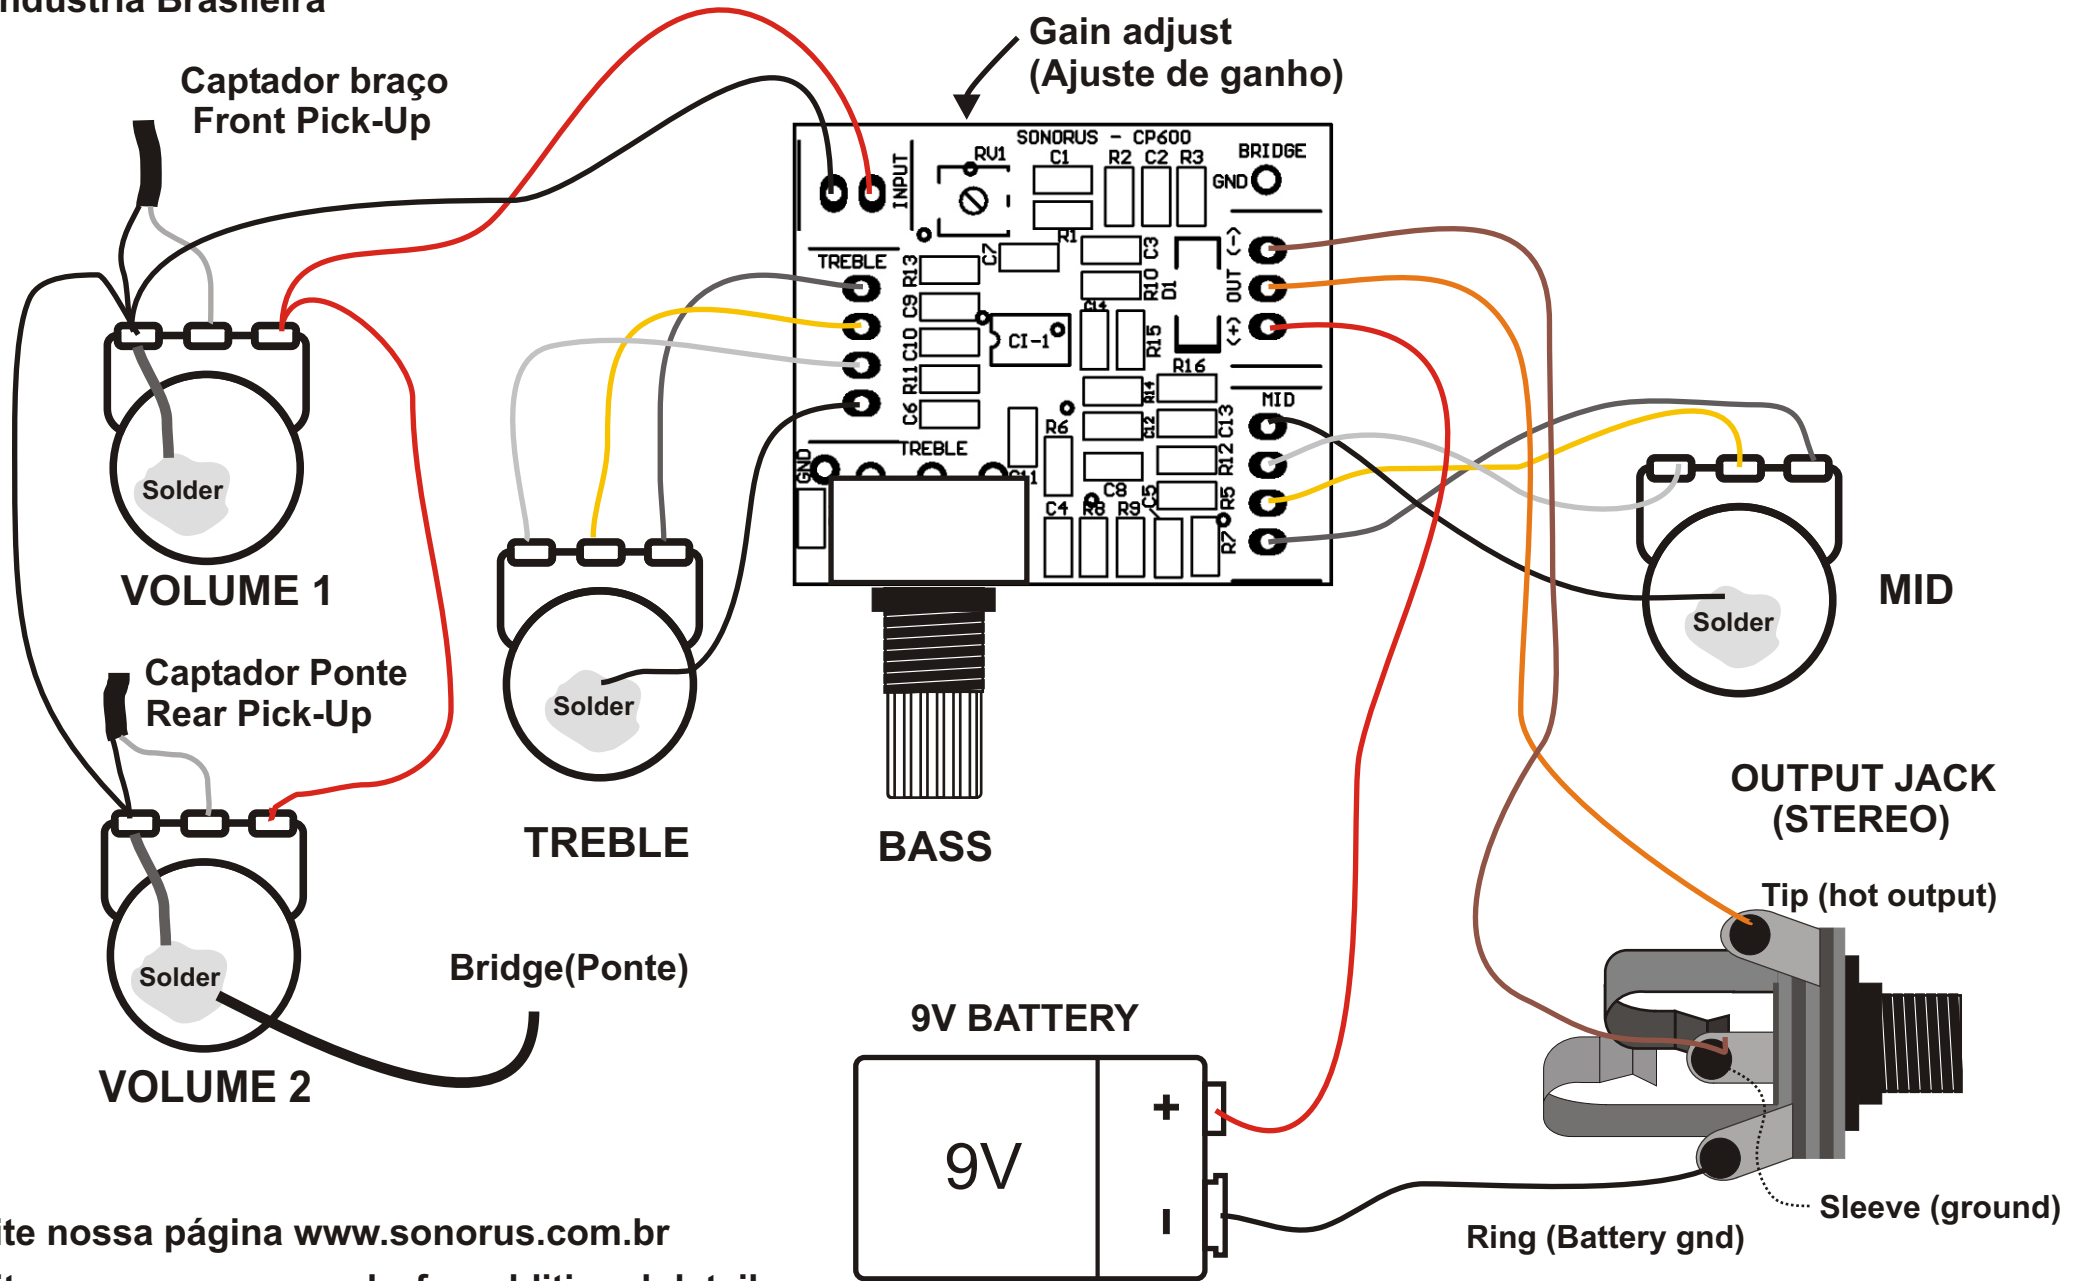 Brasileira
Captador braço
Front Pick-Up
Gain adjust
(Ajuste de ganho)
SONORUS - CP600
RV1
C1
R2
C2
R3
BRIDGE
GND
INPUT
R1
C7
C3
(-)
TREBLE
R13
R10
D1
OUT
C9
C14
CI-1
R15
(+)
C10
R16
R11
R14
MID
C6
C12
C13
R6
TREBLE
R12
GND
C8
C5
R5
C4
R8
R9
R7
Solder
VOLUME 1
Solder
MID
Captador Ponte
Rear Pick-Up
Solder
TREBLE
BASS
OUTPUT JACK
(STEREO)
Tip (hot output)
Solder
Bridge(Ponte)
VOLUME 2
9V BATTERY
+
9V
-
Sleeve (ground)
Ring (Battery gnd)
nossa página www.sonorus.com.br